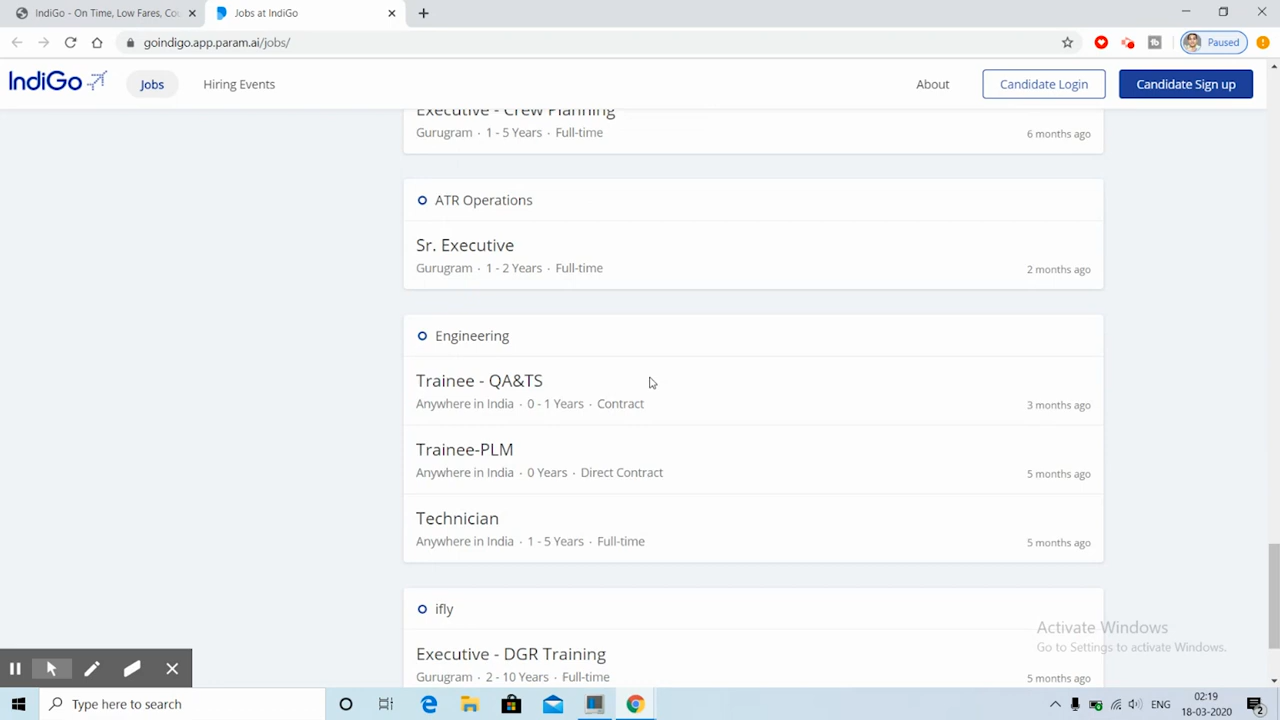 IndiGo - On Time, Low Fares, Cou
Jobs at IndiGo
goindigo.app.param.ai/jobs/
Paused
IndiGo
Jobs
Hiring Events
About
Candidate Login
Candidate Sign up
Executive - Crew Planning
Gurugram · 1 - 5 Years · Full-time
6 months ago
ATR Operations
Sr. Executive
Gurugram · 1 - 2 Years · Full-time
2 months ago
Engineering
Trainee - QA&TS
Anywhere in India · 0 - 1 Years · Contract
3 months ago
Trainee-PLM
Anywhere in India · 0 Years · Direct Contract
5 months ago
Technician
Anywhere in India · 1 - 5 Years · Full-time
5 months ago
ifly
Executive - DGR Training
Gurugram · 2 - 10 Years · Full-time
5 months ago
Activate Windows
Go to Settings to activate Windows.
Type here to search
ENG
02:19
18-03-2020
2